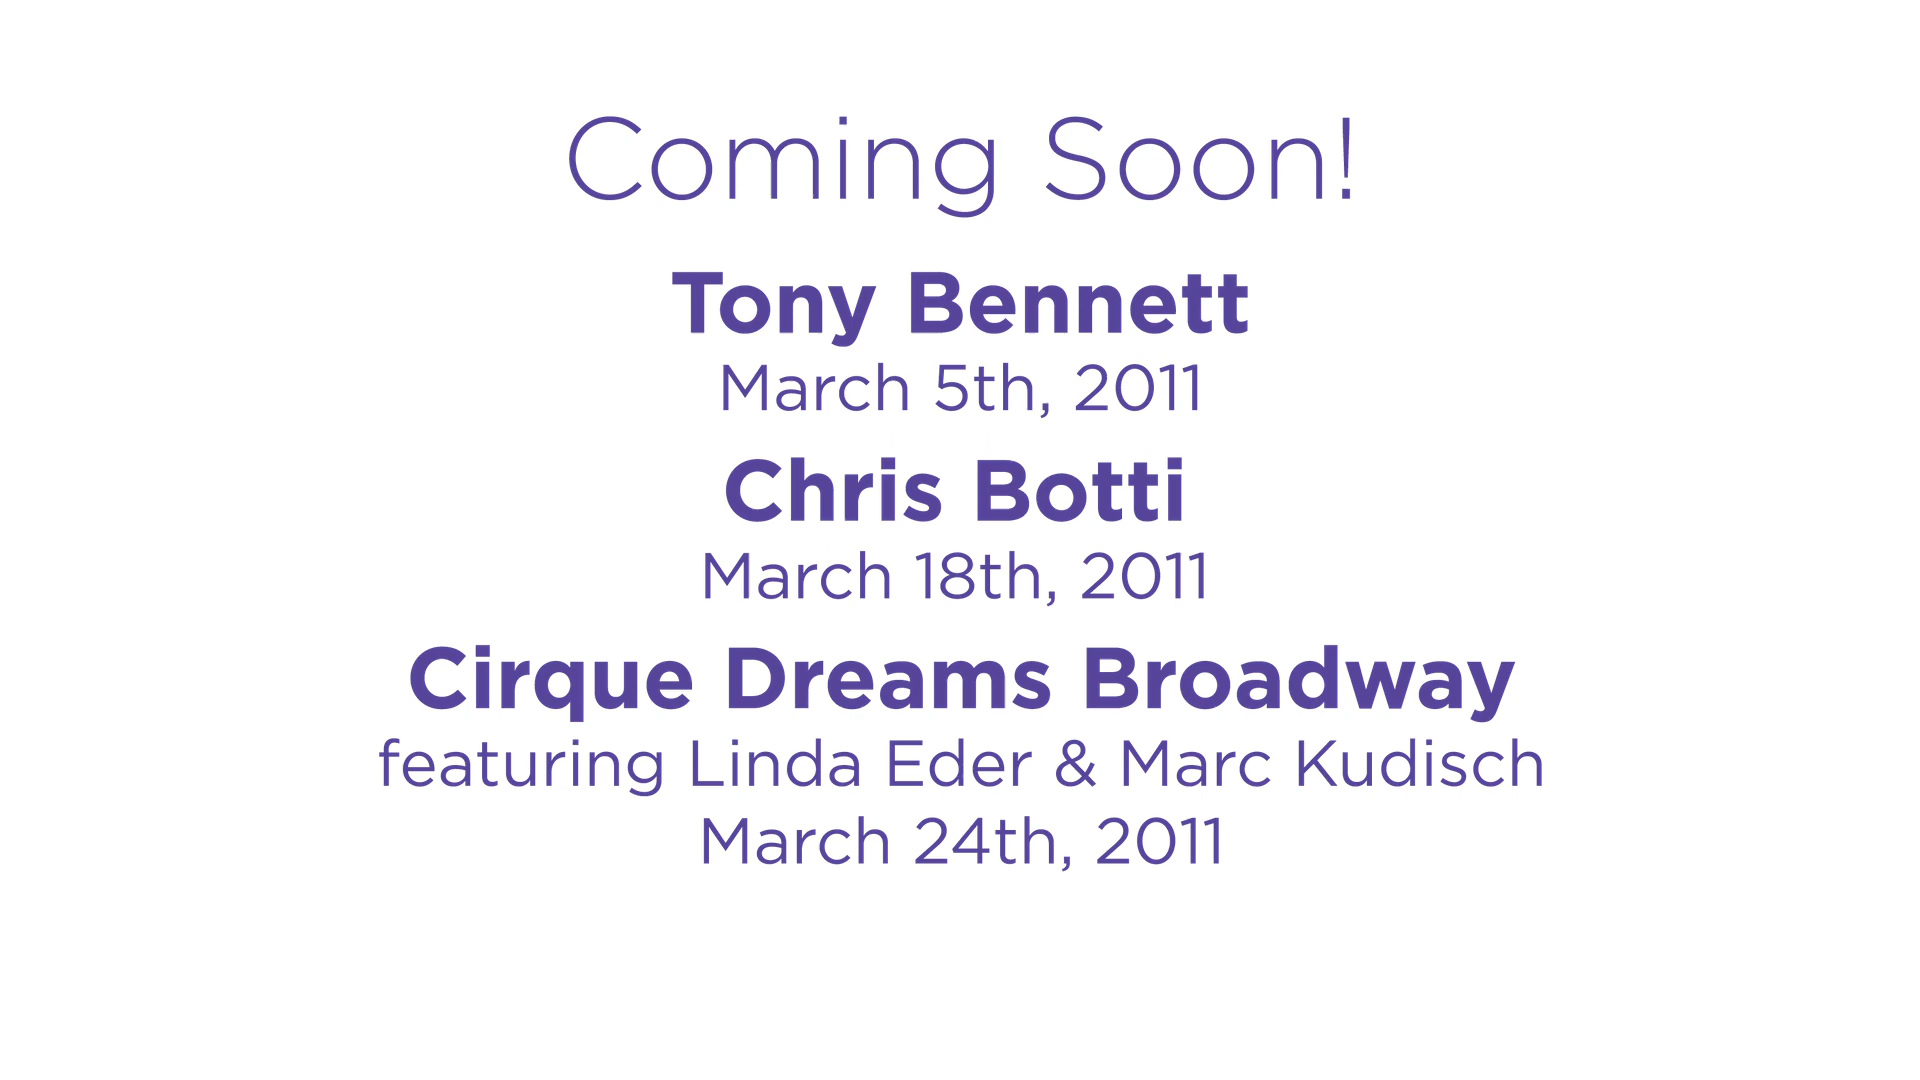 Coming Soon!
Tony Bennett
March 5th, 2011
Chris Botti
March 18th, 2011
Cirque Dreams Broadway
featuring Linda Eder & Marc Kudisch
March 24th, 2011